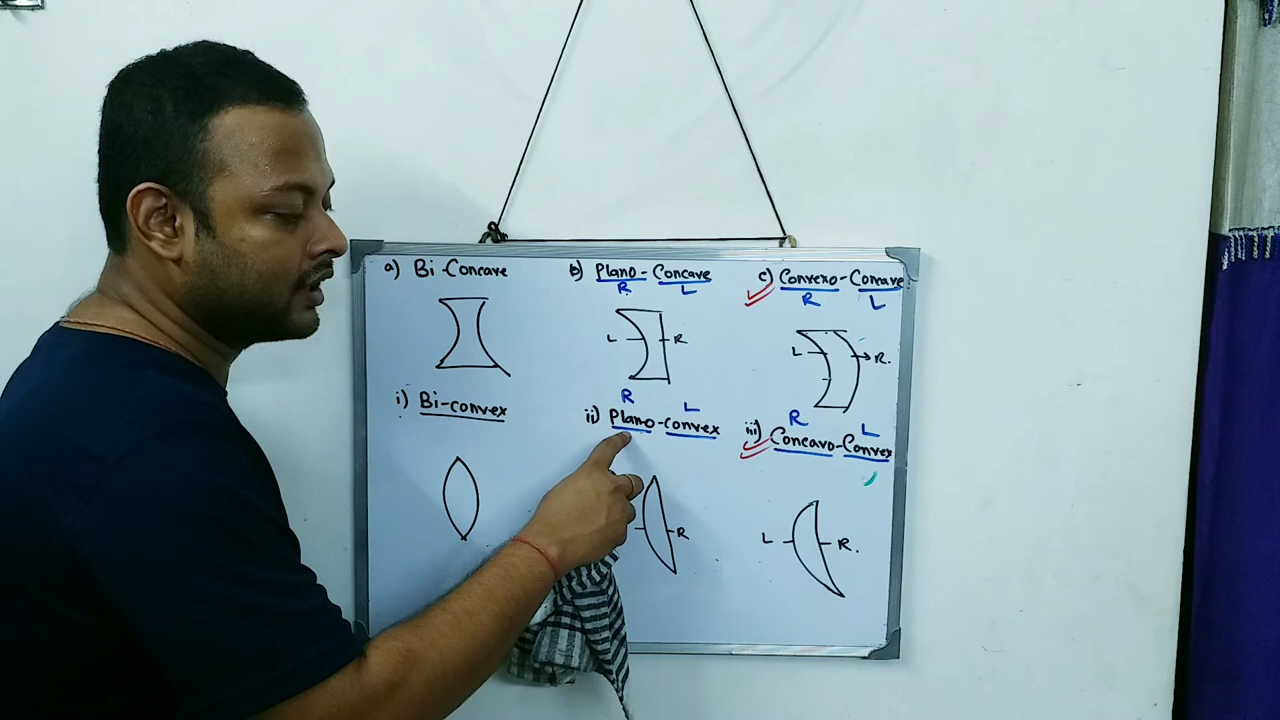 a) Bi-Concave
b) Plano-Concave
R L
L R
c) Convexo-Concave
R L
L R.
i) Bi-convex
R L
ii) Plano-convex
R
R L
iii) Concavo-Convex
L R.